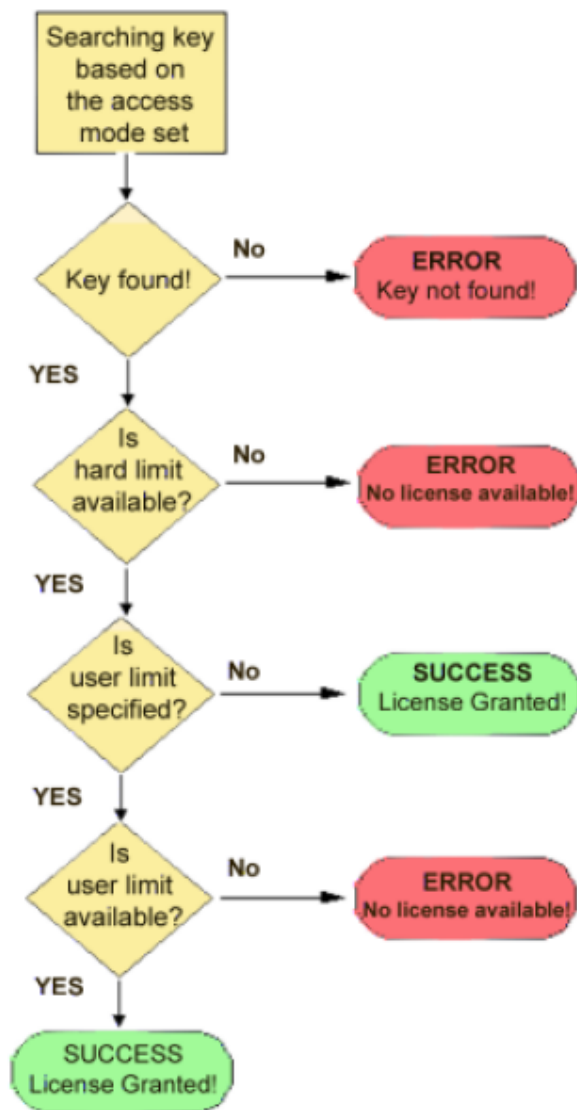 Searching key
based on
the access
mode set
Key found!
No
ERROR
Key not found!
YES
Is
hard limit
available?
No
ERROR
No license available!
YES
Is
user limit
specified?
No
SUCCESS
License Granted!
YES
Is
user limit
available?
No
ERROR
No license available!
YES
SUCCESS
License Granted!